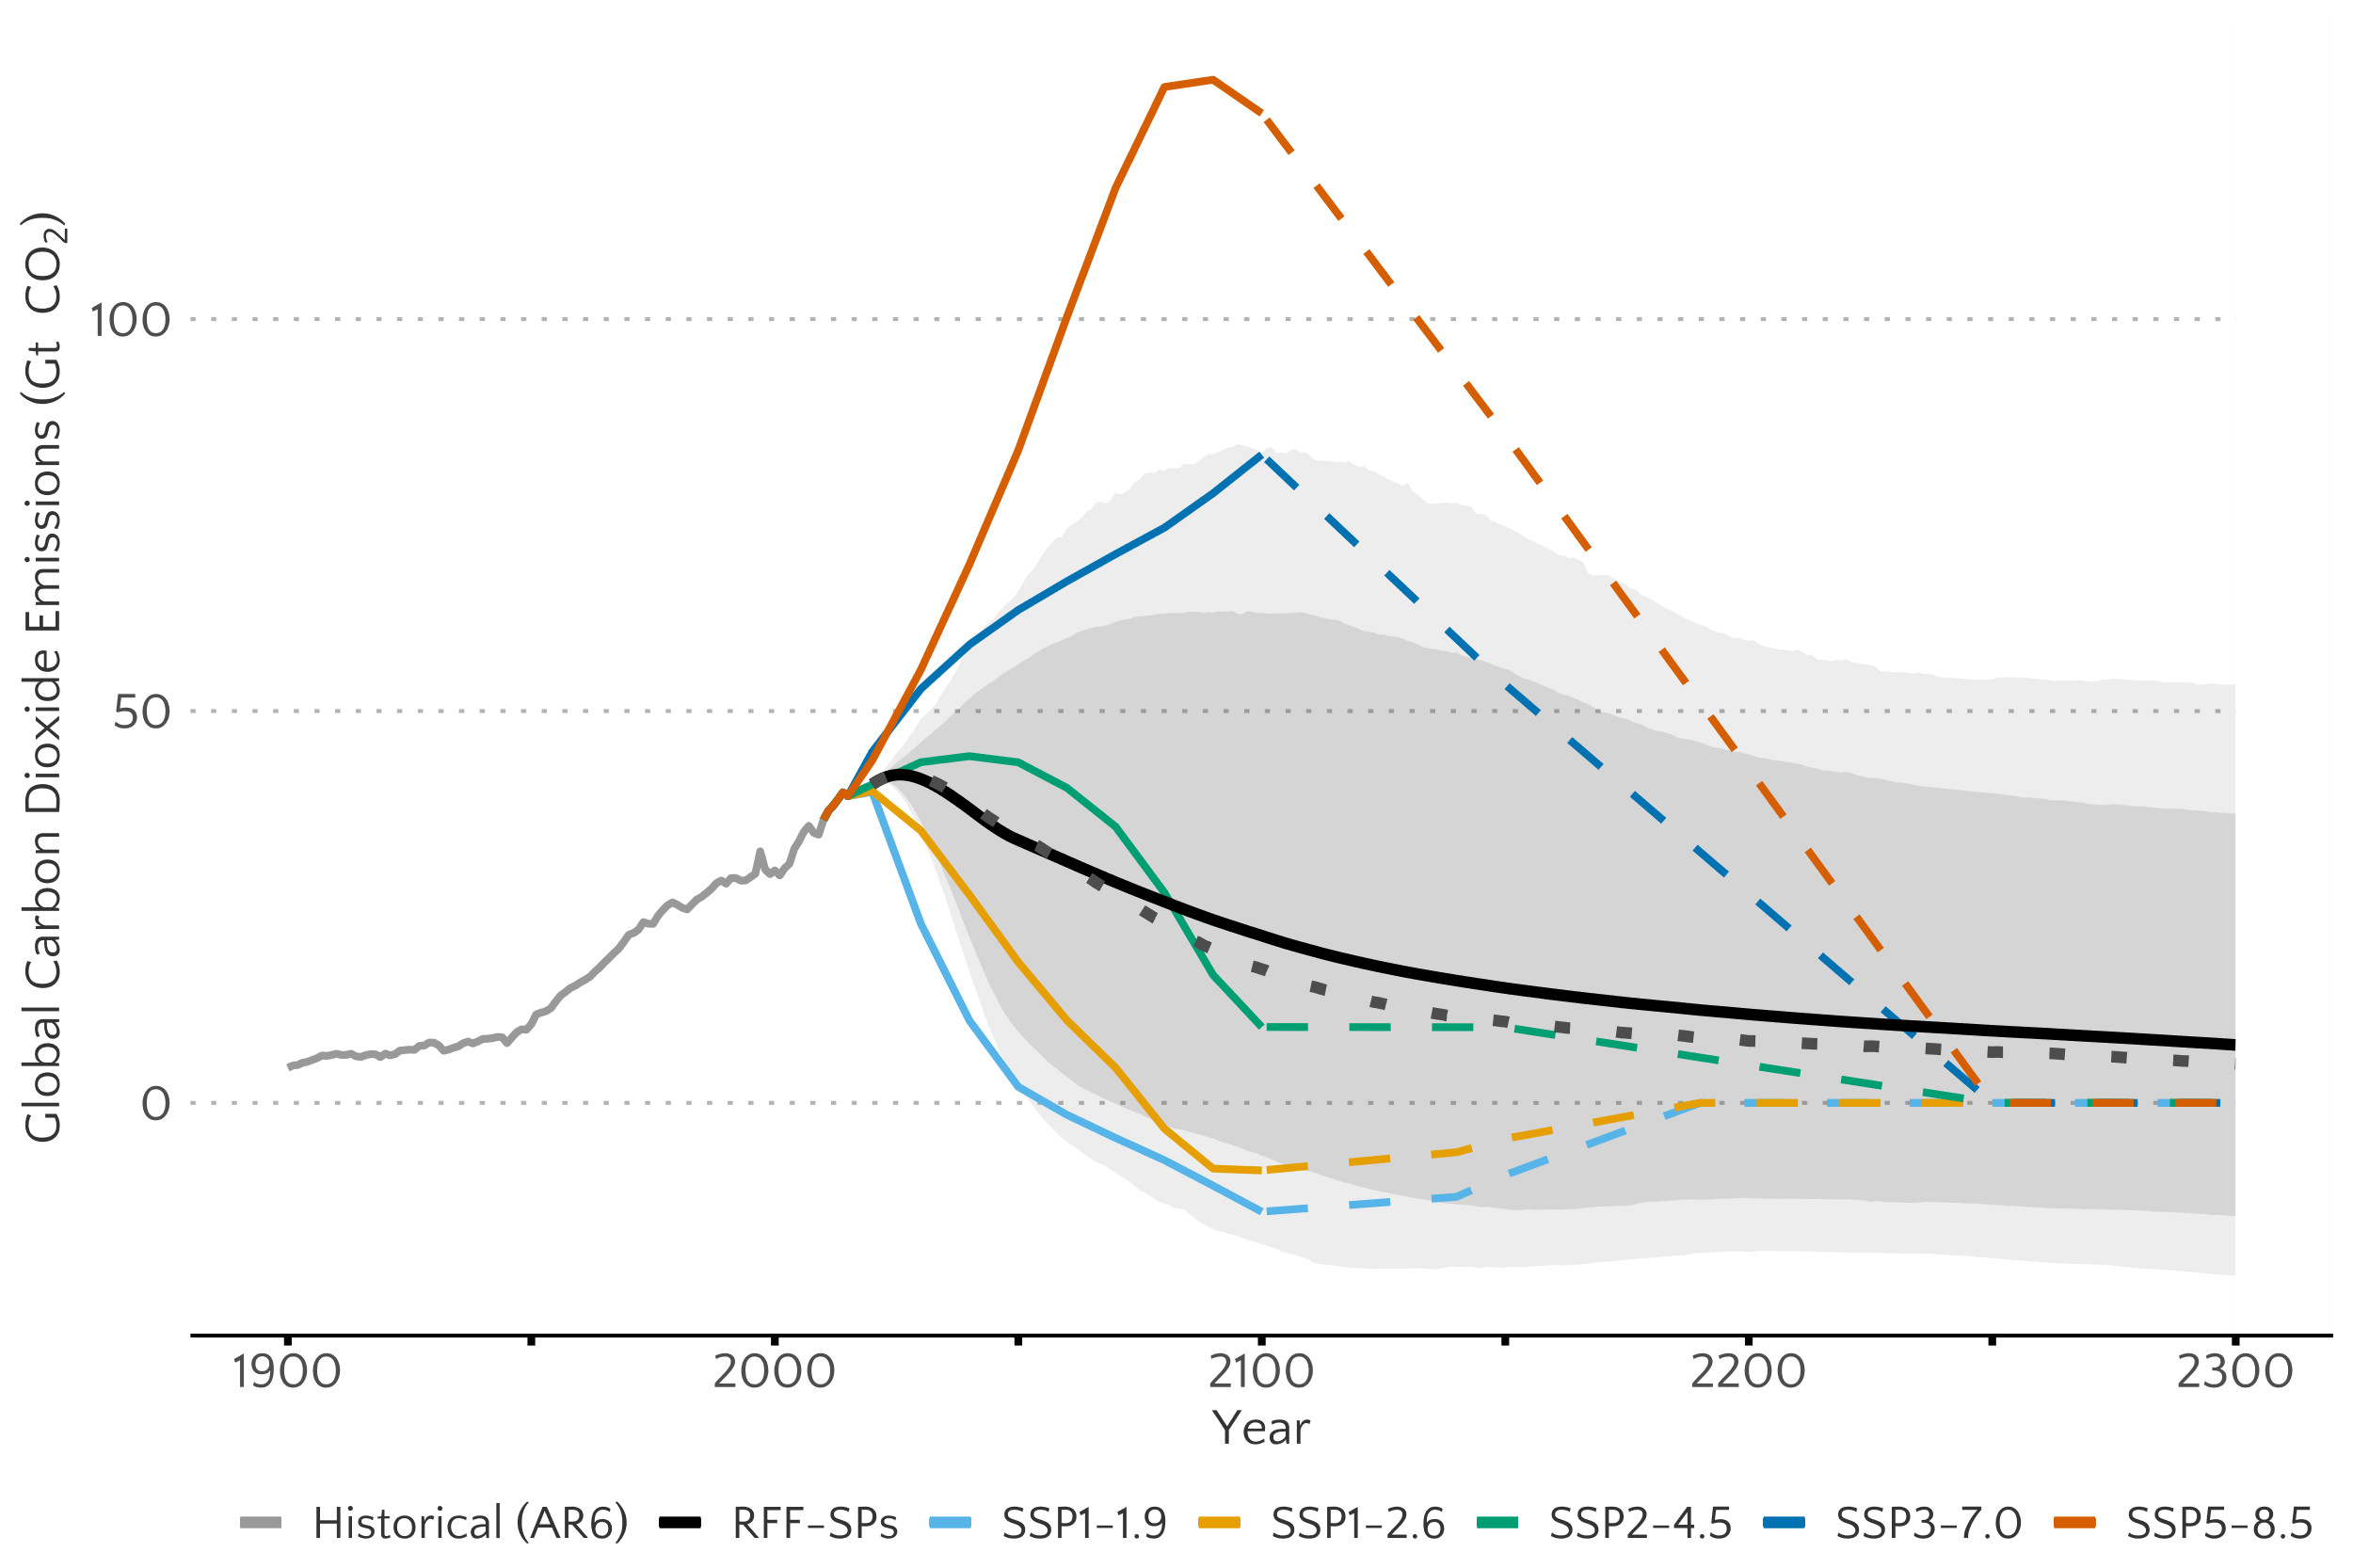 Global Carbon Dioxide Emissions (Gt CO₂)
100
50
0
1900 2000 2100 2200 2300
Year
Historical (AR6) RFF-SPs SSP1-1.9 SSP1-2.6 SSP2-4.5 SSP3-7.0 SSP5-8.5